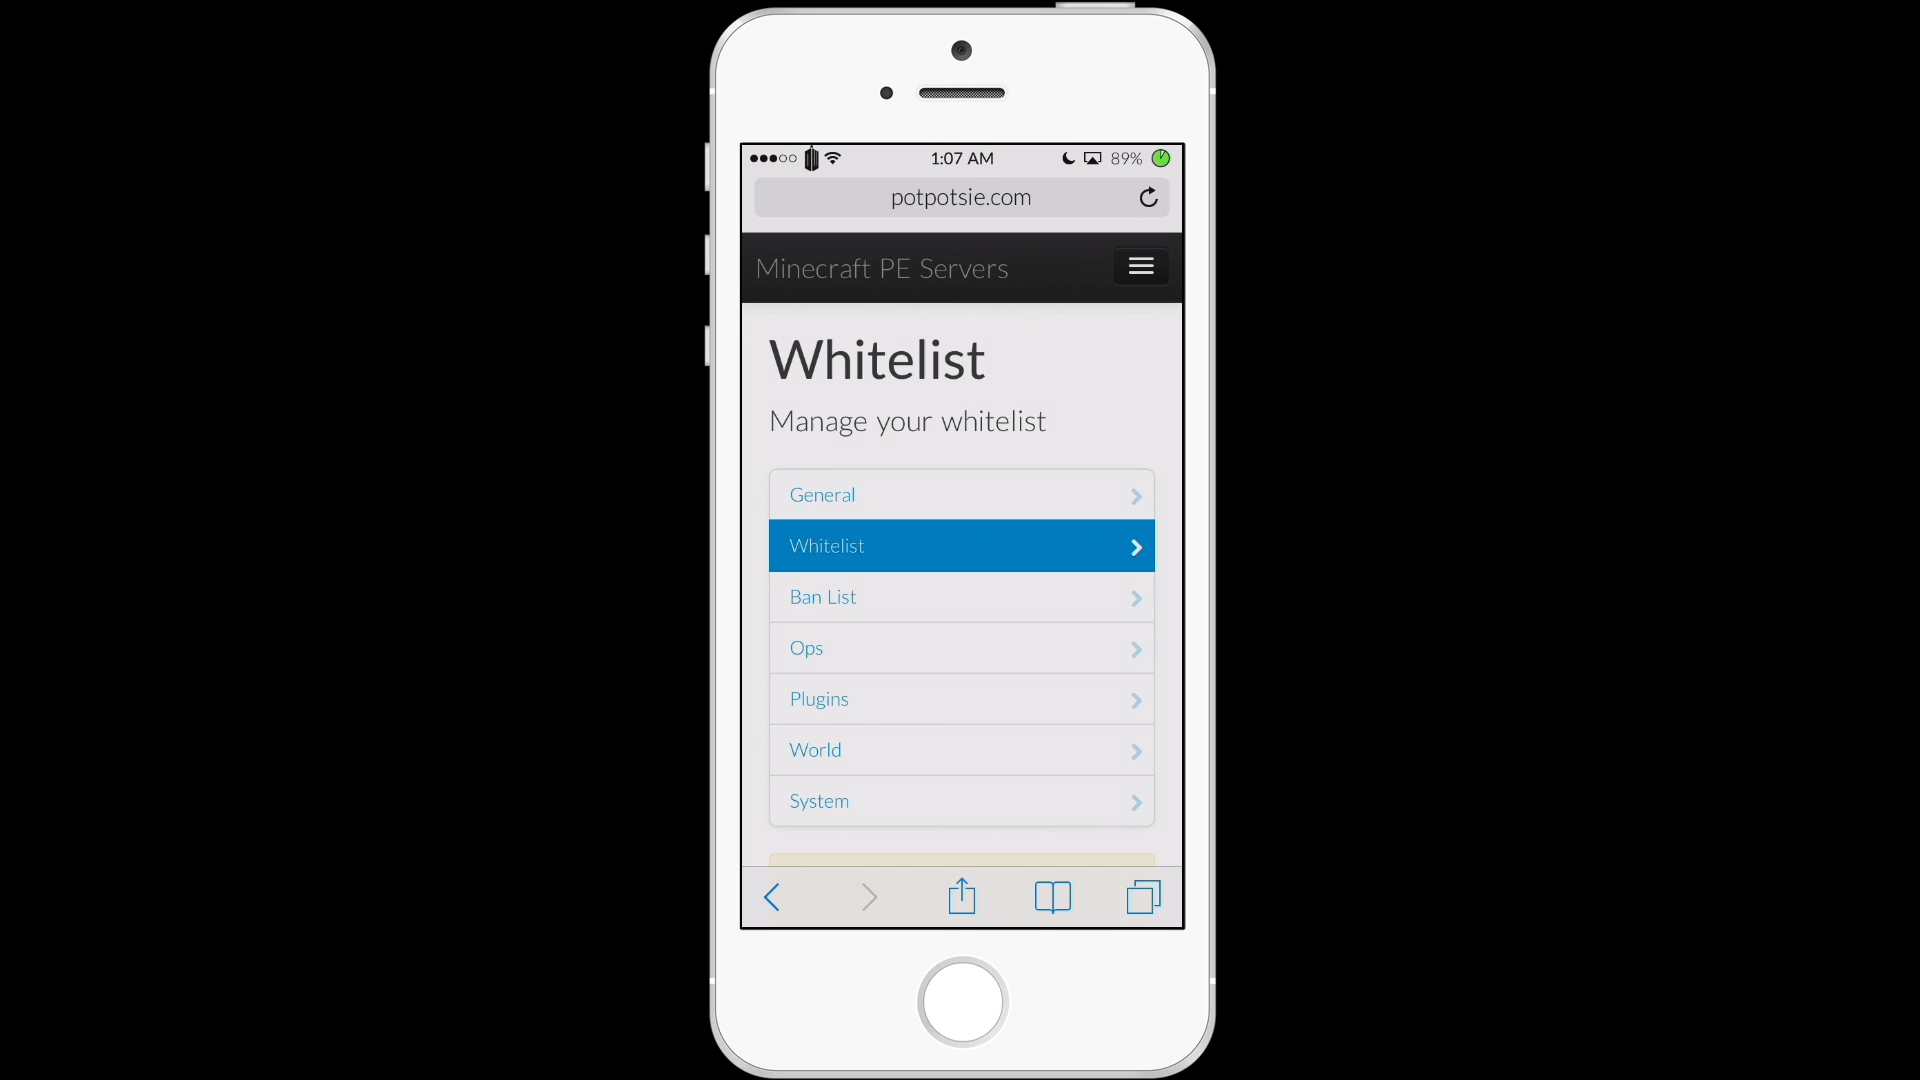 1:07 AM 89%
potpotsie.com
Minecraft PE Servers
Whitelist
Manage your whitelist
General
Whitelist
Ban List
Ops
Plugins
World
System